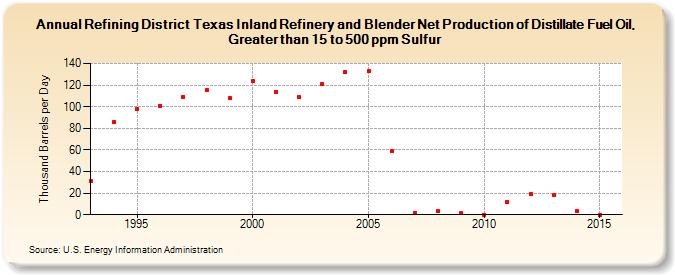 Annual Refining District Texas Inland Refinery and Blender Net Production of Distillate Fuel Oil,
Greater than 15 to 500 ppm Sulfur
Thousand Barrels per Day
140
120
100
80
60
40
20
0
1995 2000 2005 2010 2015
Source: U.S. Energy Information Administration